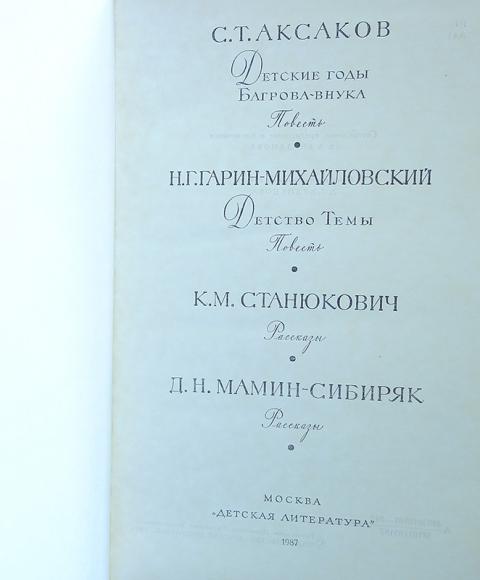 С.Т.АКСАКОВ
Детские годы
Багрова-внука
Повесть
Н.Г.ГАРИН-МИХАЙЛОВСКИЙ
Детство Темы
Повесть
К.М.СТАНЮКОВИЧ
Рассказы
Д.Н.МАМИН-СИБИРЯК
Рассказы
МОСКВА
„ДЕТСКАЯ ЛИТЕРАТУРА"
1987